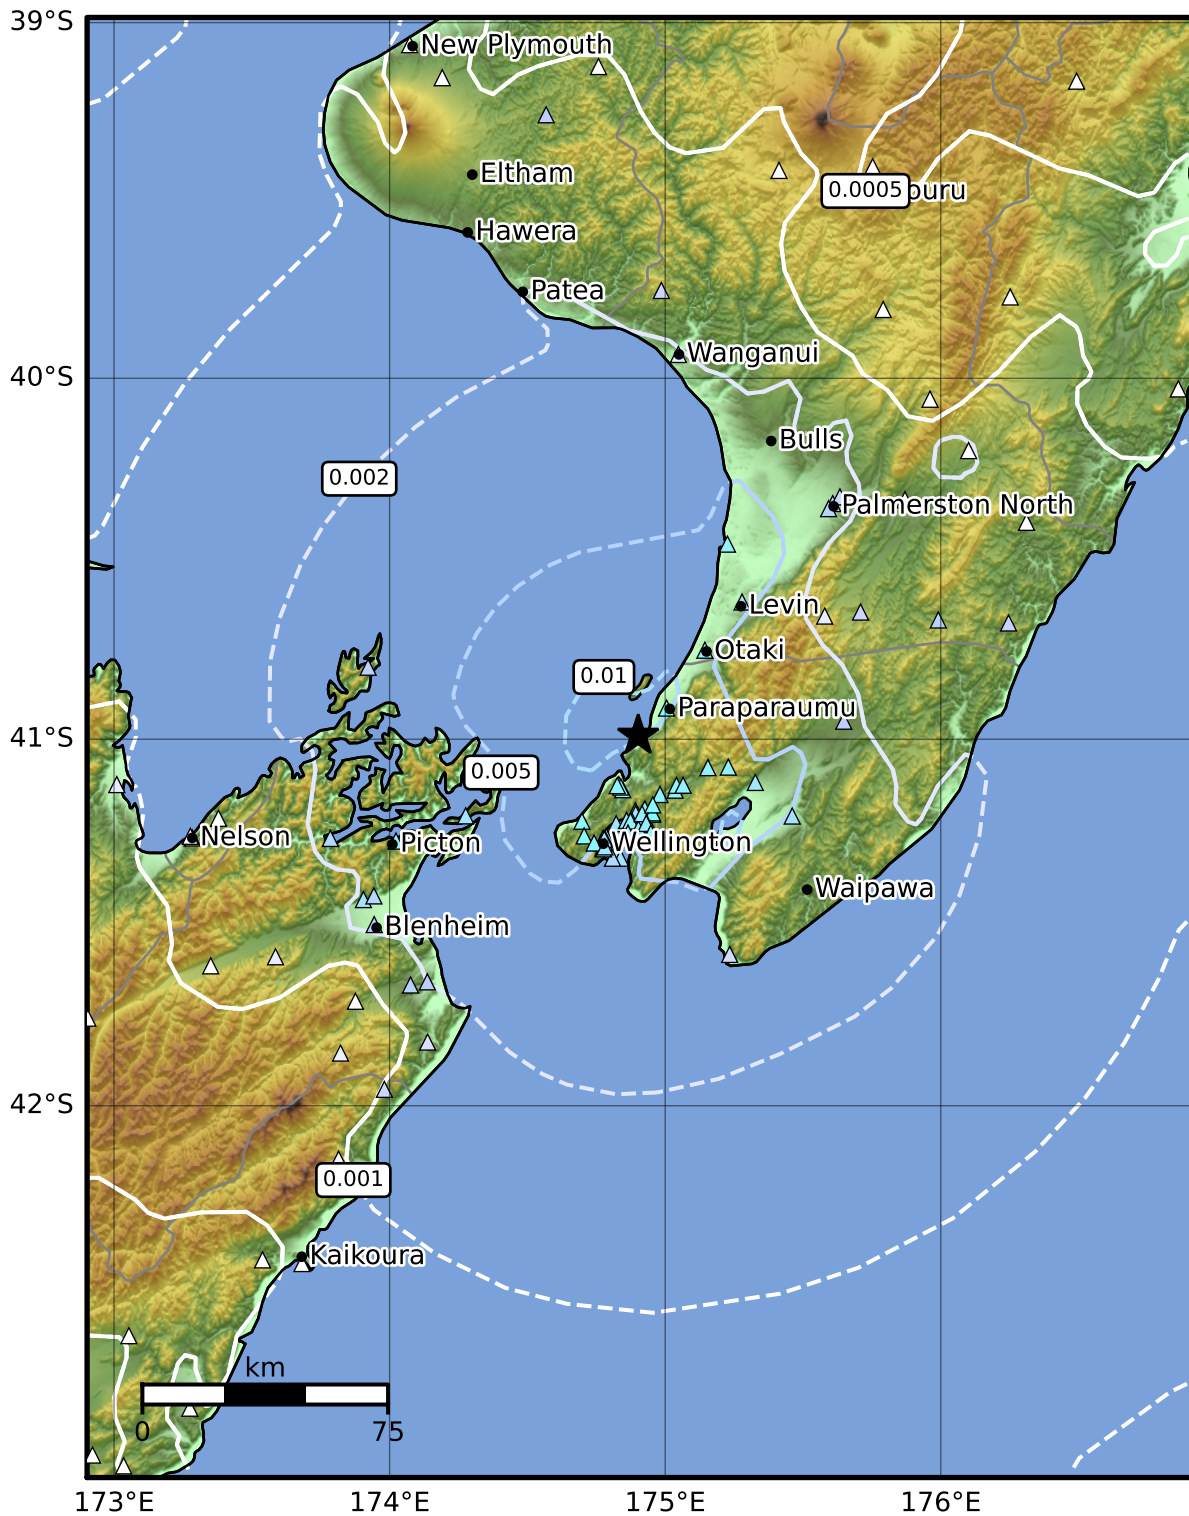 39°S
New Plymouth
Eltham
0.0005
buru
Hawera
Patea
Wanganui
40°S
Bulls
0.002
Palmerston North
Levin
Otaki
0.01
Paraparaumu
41°S
0.005
Nelson
Picton
Wellington
Waipawa
Blenheim
42°S
0.001
Kaikoura
km
0
75
173°E
174°E
175°E
176°E